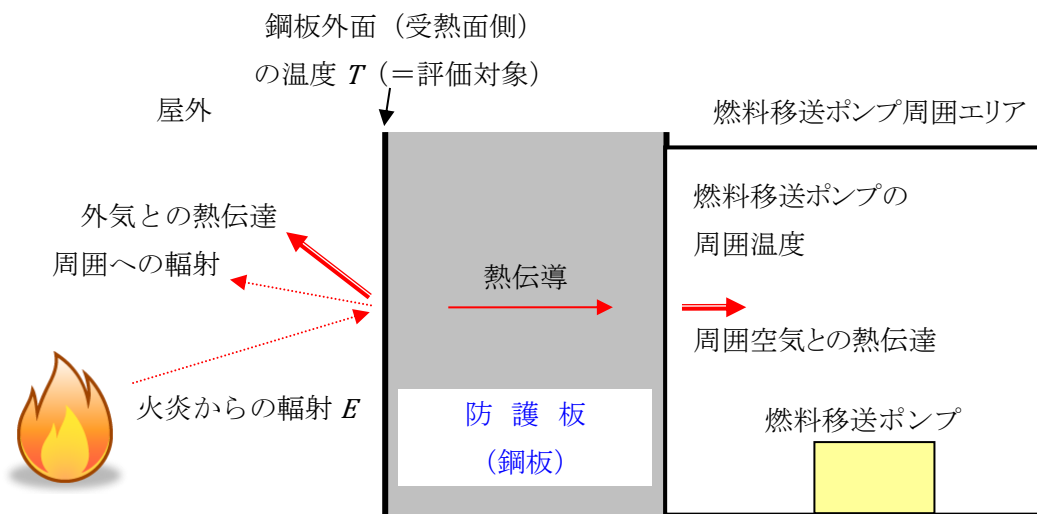 鋼板外面（受熱面側）
の温度 T（＝評価対象）
屋外
燃料移送ポンプ周囲エリア
外気との熱伝達
周囲への輻射
熱伝導
燃料移送ポンプの
周囲温度
周囲空気との熱伝達
火炎からの輻射 E
防 護 板
（鋼板）
燃料移送ポンプ